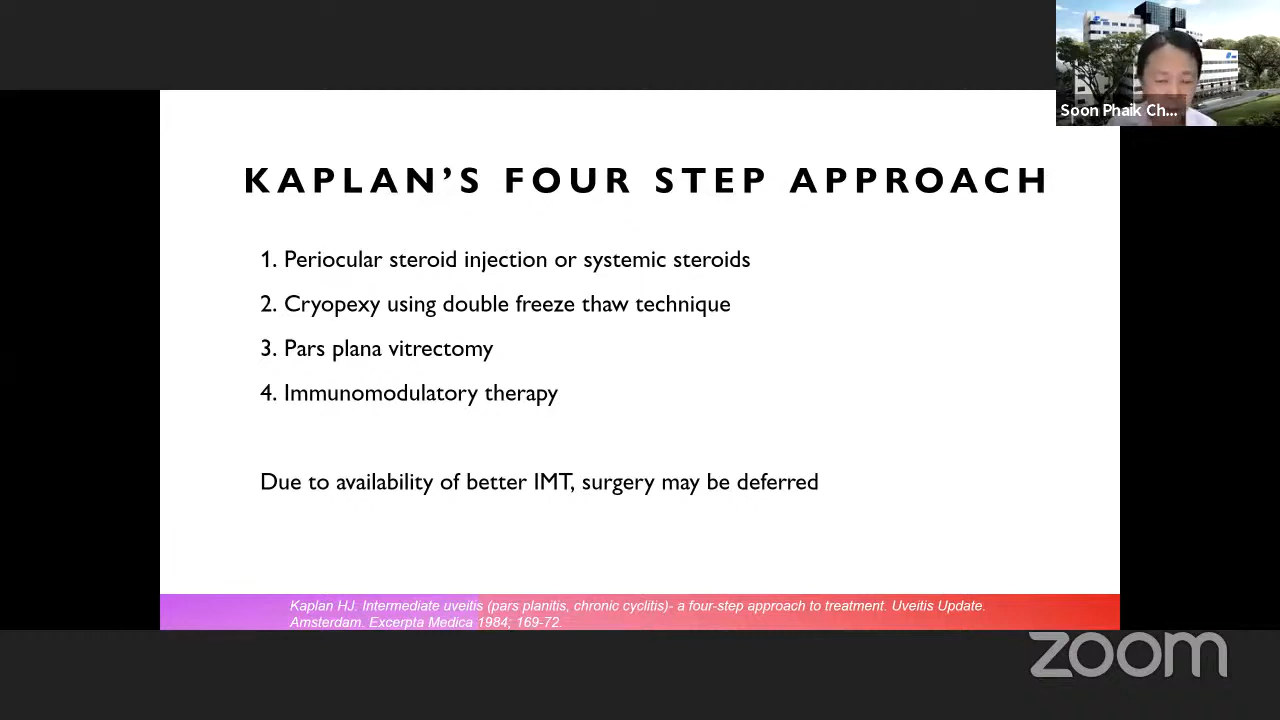 Soon Phaik Ch...
KAPLAN'S FOUR STEP APPROACH
1. Periocular steroid injection or systemic steroids
2. Cryopexy using double freeze thaw technique
3. Pars plana vitrectomy
4. Immunomodulatory therapy
Due to availability of better IMT, surgery may be deferred
Kaplan HJ. Intermediate uveitis (pars planitis, chronic cyclitis)- a four-step approach to treatment. Uveitis Update.
Amsterdam. Excerpta Medica 1984; 169-72.
zoom